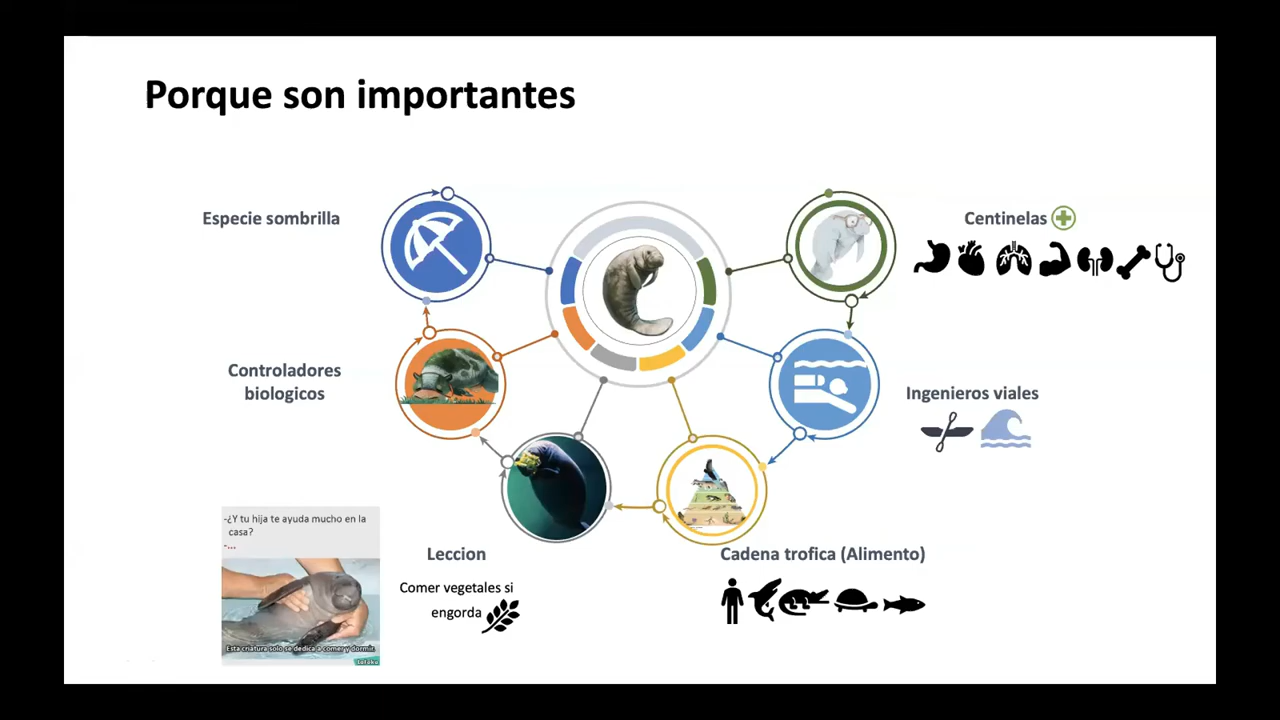 Porque son importantes
Especie sombrilla
Centinelas
Controladores
biologicos
Ingenieros viales
-¿Y tu hija te ayuda mucho en la
casa?
-...
Esta criatura solo se dedica a comer y dormir.
Leccion
Comer vegetales si
engorda
Cadena trofica (Alimento)